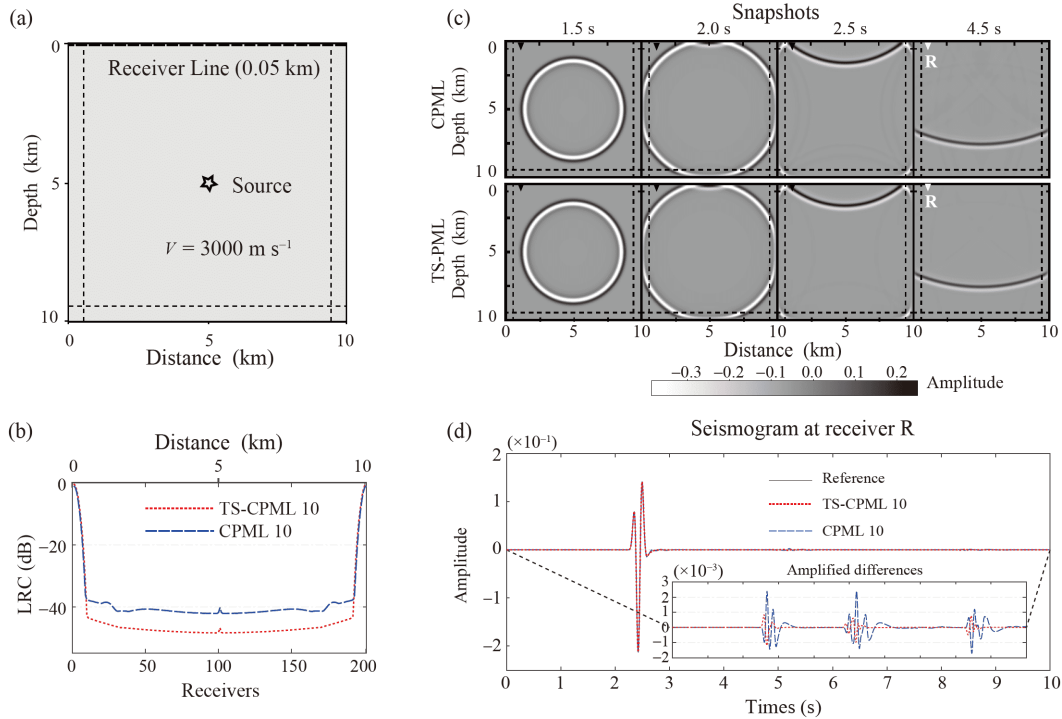 (a)
0
Receiver Line (0.05 km)
Depth (km)
5
Source
V = 3000 m s⁻¹
10
0 5 10
Distance (km)
(b)
Distance (km)
0 5 10
0
TS-CPML 10
CPML 10
−20
LRC (dB)
−40
0 50 100 150 200
Receivers
(c)
Snapshots
1.5 s 2.0 s 2.5 s 4.5 s
0
R
CPML
Depth (km)
5
1 0
0
R
TS-PML
Depth (km)
5
1 0
0 5 10 5 10 5 10 5 10
Distance (km)
−0.3 −0.2 −0.1 0.0 0.1 0.2
Amplitude
(d)
Seismogram at receiver R
(×10⁻¹)
2
Reference
1
TS-CPML 10
CPML 10
Amplitude
0
(×10⁻³)
Amplified differences
3
2
1
0
−1
−2
−1
−2
0 1 2 3 4 5 6 7 8 9 10
Times (s)